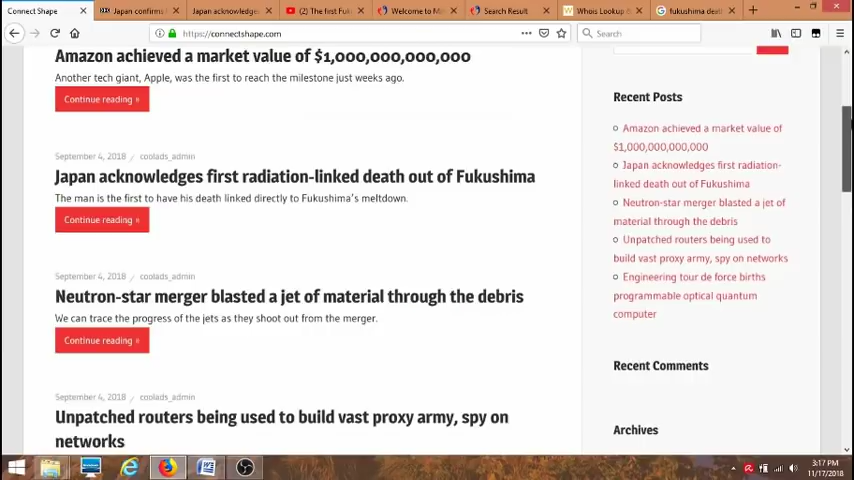 Connect Shape
Japan confirms f
Japan acknowledge
(2) The first Fuk
Welcome to Mi
Search Result
Whois Lookup &
fukushima deat
https://connectshape.com
Search
Amazon achieved a market value of $1,000,000,000,000
Another tech giant, Apple, was the first to reach the milestone just weeks ago.
Continue reading »
September 4, 2018 / coolads_admin
Japan acknowledges first radiation-linked death out of Fukushima
The man is the first to have his death linked directly to Fukushima's meltdown.
Continue reading »
September 4, 2018 / coolads_admin
Neutron-star merger blasted a jet of material through the debris
We can trace the progress of the jets as they shoot out from the merger.
Continue reading »
September 4, 2018 / coolads_admin
Unpatched routers being used to build vast proxy army, spy on
networks
Recent Posts
Amazon achieved a market value of
$1,000,000,000,000
Japan acknowledges first radiation-
linked death out of Fukushima
Neutron-star merger blasted a jet of
material through the debris
Unpatched routers being used to
build vast proxy army, spy on networks
Engineering tour de force births
programmable optical quantum
computer
Recent Comments
Archives
3:17 PM
11/17/2018